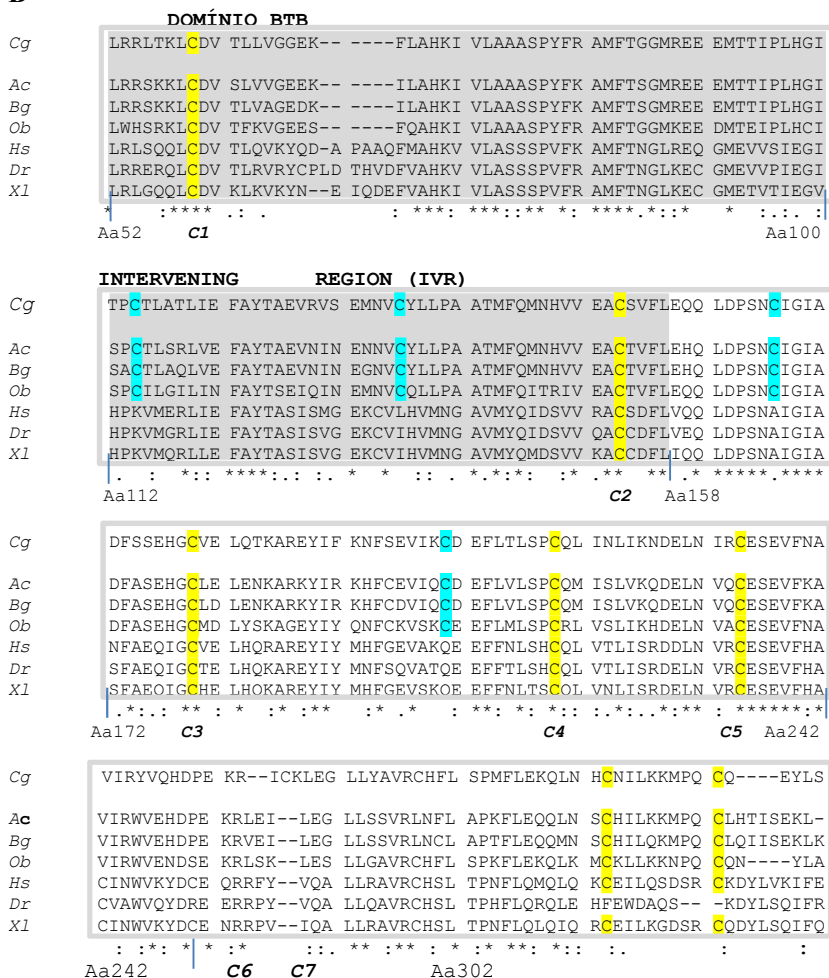 DOMÍNIO BTB
Cg LRRLTKLCDV TLLVGGEK-- ----FLAHKI VLAAASPYFR AMFTGGMREE EMTTIPLHGI
Ac LRRSKKLCDV SLVVGEEK-- ----ILAHKI VLAASSPYFK AMFTSGMREE EMTTIPLHGI
Bg LRRSKKLCDV TLVAGEDK-- ----ILAHKI VLAASSPYFK AMFTSGMREE EMTTIPLHGI
Ob LWHSRKLCDV TFKVGEES-- ----FQAHKI VLAASSPYFR AMFTSGMKEE DMTEIPLHCI
Hs LRLSQQLCDV TLQVKYQD-A PAAQFMAHKV VLASSSPVFK AMFTNGLREQ GMEVVSIEGI
Dr LRRERQLCDV TLRVRYCPLD THVDFVAHKV VLASSSPVFR AMFTNGLKEC GMEVVPIEGI
Xl LRLGQQLCDV KLKVKYN--E IQDEFVAHKI VLASSSPVFR AMFTNGLKEC GMETVTIEGV
* :**** .: . : ***: ***::** *: ****.*::** * :.:. :
Aa52 C1 Aa100
INTERVENING REGION (IVR)
Cg TPCTLATLIE FAYTAEVRVS EMNVCYLLPA ATMFQMNHVV EACSVFLEQQ LDPSNCIGIA
Ac SPCTLSRLVE FAYTAEVNIN ENNVCYLLPA ATMFQMNHVV EACTVFLEHQ LDPSNCIGIA
Bg SACTLAQLVE FAYTAEVNIN EGNVCYLLPA ATMFQMNHVV EACTVFLEHQ LDPSNCIGIA
Ob SPCILGILIN FAYTSEIQIN EMNVCQLLPA ATMFQITRIV EACTVFLEQQ LDPSNCIGIA
Hs HPKVMERLIE FAYTASISMG EKCVLHVMNG AVMYQIDSVV RACSDFLVQQ LDPSNAIGIA
Dr HPKVMGRLIE FAYTASISVG EKCVIHVMNG AVMYQIDSVV QACCDFLVEQ LDPSNAIGIA
Xl HPKVMQRLLE FAYTASISVG EKCVIHVMNG AVMYQMDSVV KACCDFLIQQ LDPSNAIGIA
. : *:: ****:.:. * * ::. . *.**:. :* .** ** .* *****.****
Aa112 C2 Aa158
Cg DFSSEHGCVE LQTKAREYIF KNFSEVIKCD EFLTLSPCQL INLIKNDELN IRCESEVFNA
Ac DFASEHGCLE LENKARKYIR KHFCEVIQCD EFLVLSPCQM ISLVKQDELN VQCESEVFKA
Bg DFASEHGCLD LENKARKYIR KHFCDVIQCD EFLVLSPCQM ISLVKQDELN VQCESEVFKA
Ob DFASEHGCMD LYSKAGEYIY QNFCKVSKCE EFLMLSPCRL VSLIKHDELN VACESEVFNA
Hs NFAEQIGCVE LHQRAREYIY MHFGEVAKQE EFFNLSHCQL VTLISRDDLN VRCESEVFHA
Dr SFAEQIGCTE LHQKAREYIY MNFSQVATQE EFFTLSHCQL VTLISRDELN VRCESEVFHA
Xl SFAEQIGCHE LHQKAREYIY MHFGEVSKQE EFFNLTSCQL VNLISRDELN VRCESEVFHA
.*:.: ** * :* :** :* .* : **: *: *:: :.*:..**:** : ******:*
Aa172 C3 C4 C5 Aa242
Cg VIRYVQHDPE KR--ICKLEG LLYAVRCHFL SPMFLEKQLN HCNILKKMPQ CQ----EYLS
Ac VIRWVEHDPE KRLEI--LEG LLSSVRLNFL APKFLEQQLN SCHILKKMPQ CLHTISEKL-
Bg VIRWVEHDPE KRVEI--LEG LLSSVRLNCL APTFLEQQMN SCHILQKMPQ CLQIISEKLK
Ob VIRWVENDSE KRLSK--LES LLGAVRCHFL SPKFLEKQLK MCKLLKKNPQ CQN----YLA
Hs CINWVKYDCE QRRFY--VQA LLRAVRCHSL TPNFLQMQLQ KCEILQSDSR CKDYLVKIFE
Dr CVAWVQYDRE ERRPY--VQA LLQAVRCHSL TPHFLQRQLE HFEWDAQS-- -KDYLSQIFR
Xl CINWVKYDCE NRRPV--IQA LLRAVRCHSL TPNFLQLQIQ RCEILKGDSR CQDYLSQIFQ
: :*: * * * :: ::. ** :** : * :* **: *:: :. : :
Aa242 C6 C7 Aa302